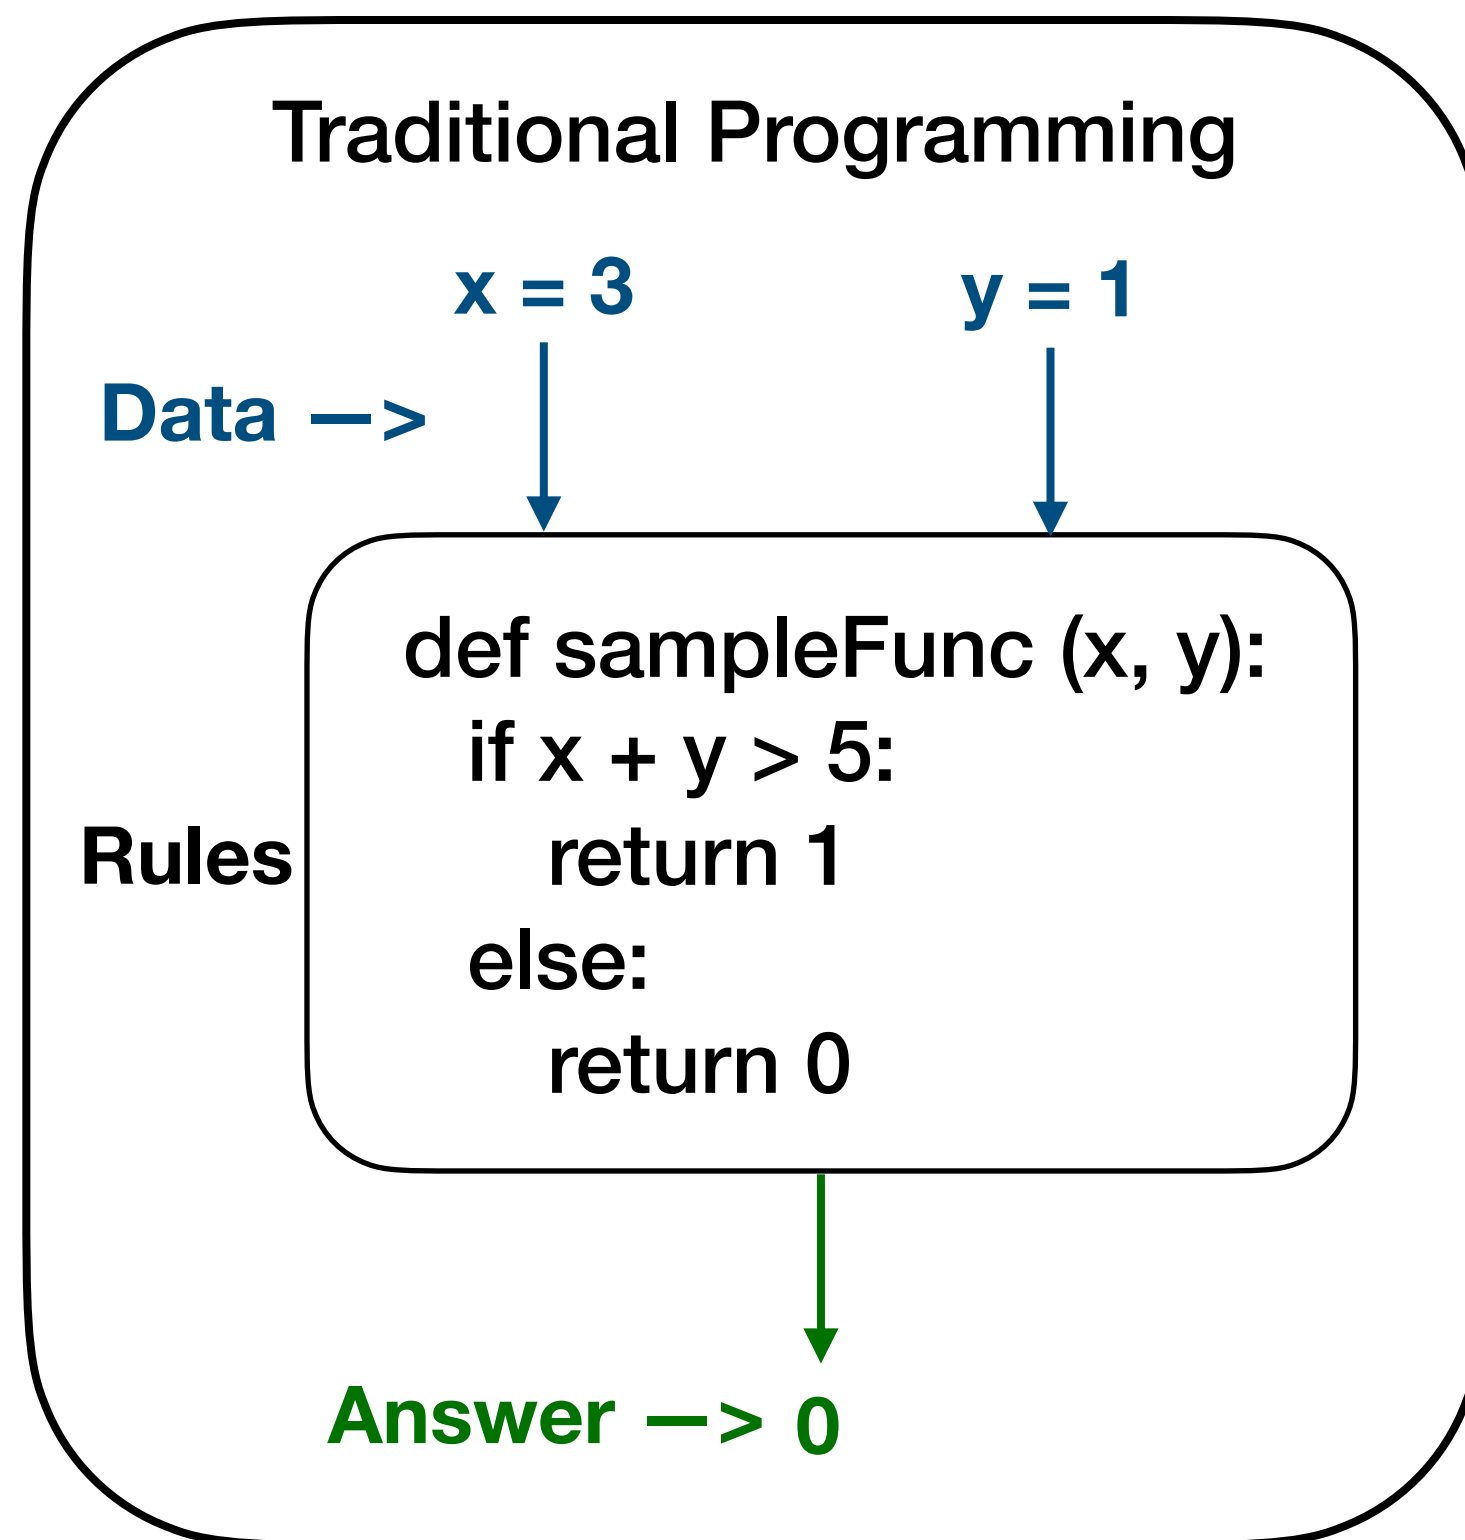 Traditional Programming
x = 3 y = 1
Data —>
def sampleFunc (x, y):
if x + y > 5:
Rules return 1
else:
return 0
Answer —> 0